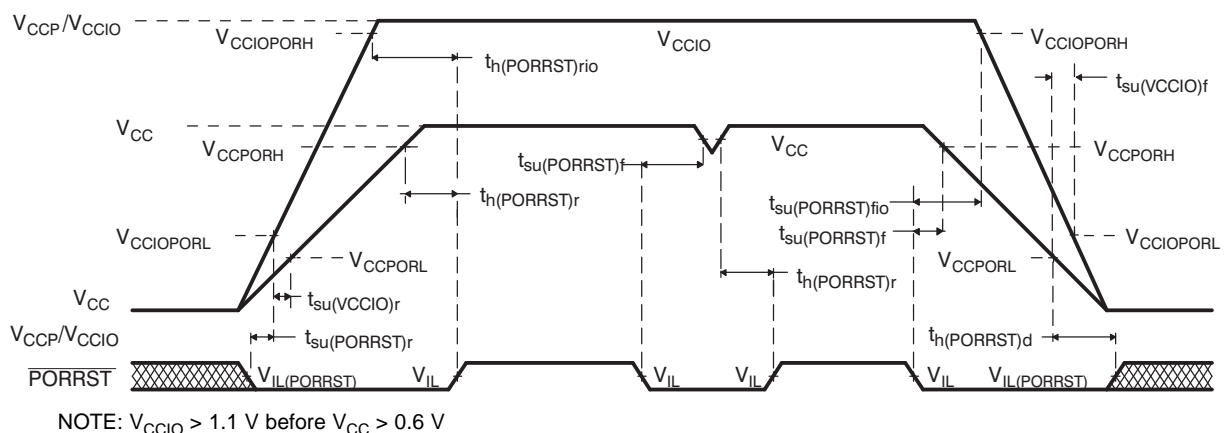 VCCP/VCCIO
VCCIOPORH
VCCIO
VCCIOPORH
th(PORRST)rio
tsu(VCCIO)f
VCC
VCCPORH
tsu(PORRST)f
VCC
VCCPORH
th(PORRST)r
tsu(PORRST)fio
tsu(PORRST)f
VCCIOPORL
VCCPORL
VCCPORL
VCCIOPORL
th(PORRST)r
VCC
tsu(VCCIO)r
VCCP/VCCIO
tsu(PORRST)r
th(PORRST)d
PORRST
VIL(PORRST)
VIL
VIL
VIL
VIL
VIL(PORRST)
NOTE: VCCIO > 1.1 V before VCC > 0.6 V